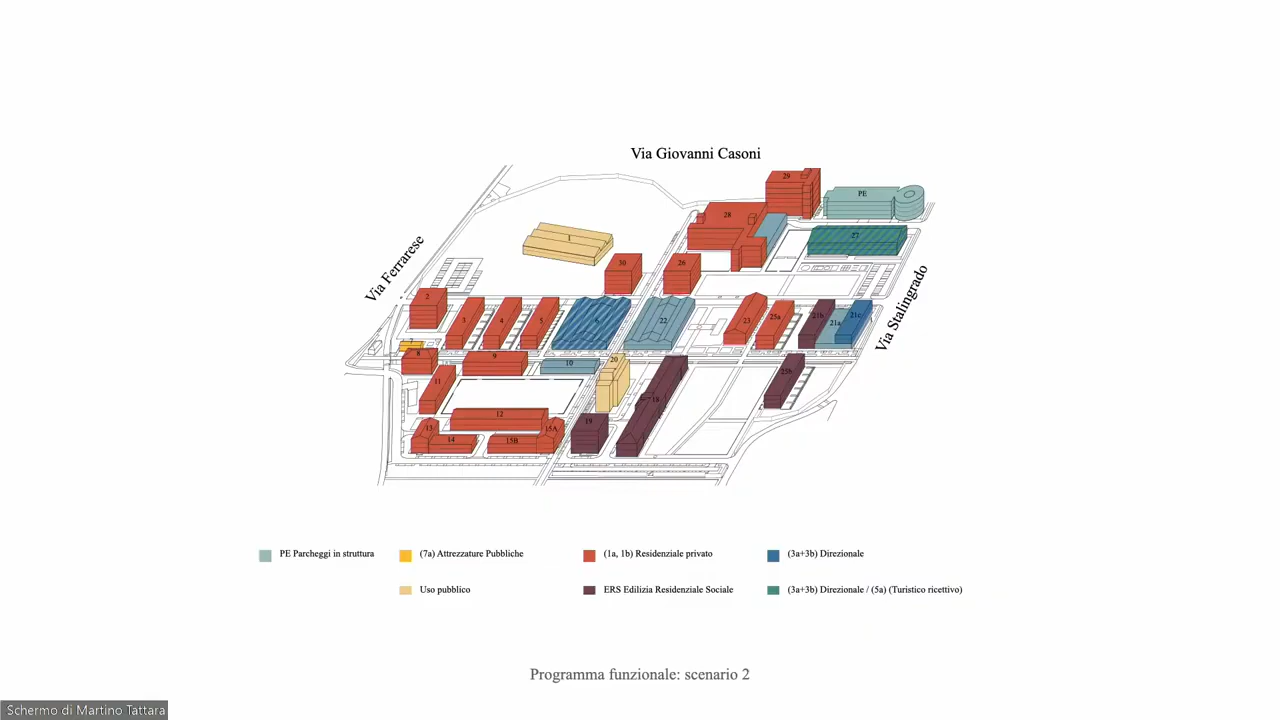 Via Giovanni Casoni
29
PE
28
27
1
Via Ferrarese
30
26
Via Stalingrado
2
3
4
5
6
22
23
25a
21b
21a
21c
7
8
9
10
20
11
25b
18
12
13
14
15B
15A
19
PE Parcheggi in struttura
(7a) Attrezzature Pubbliche
(1a, 1b) Residenziale privato
(3a+3b) Direzionale
Uso pubblico
ERS Edilizia Residenziale Sociale
(3a+3b) Direzionale / (5a) (Turistico ricettivo)
Programma funzionale: scenario 2
Schermo di Martino Tattara